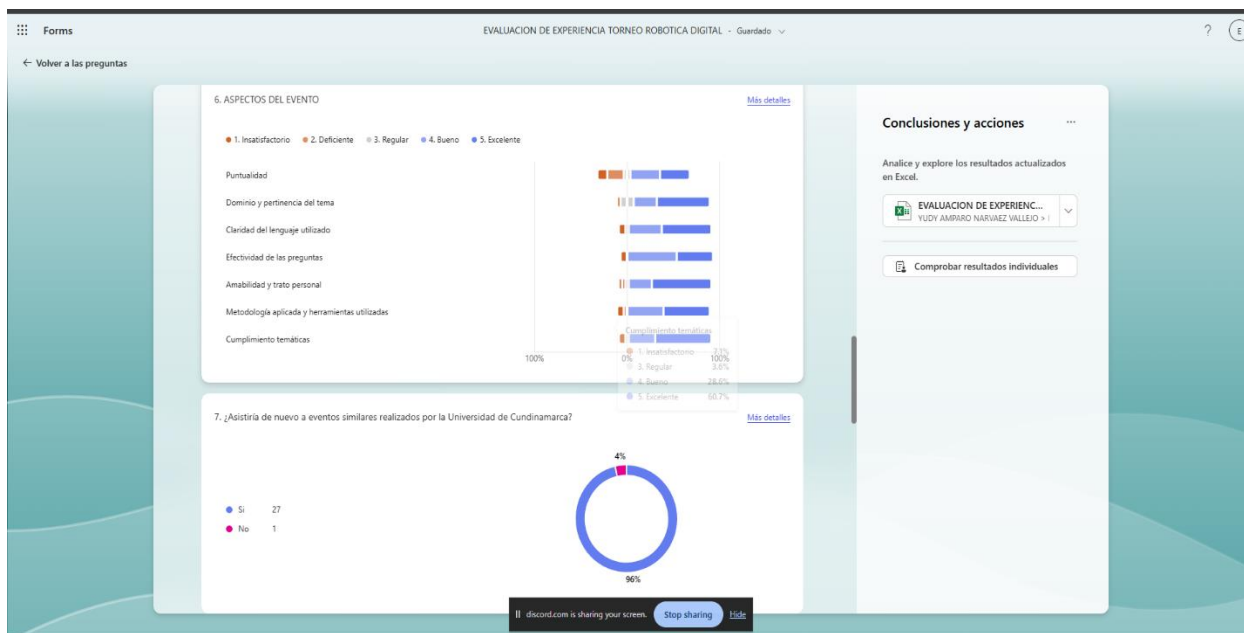 Forms
EVALUACION DE EXPERIENCIA TORNEO ROBOTICA DIGITAL - Guardado
?
E
← Volver a las preguntas
6. ASPECTOS DEL EVENTO
Más detalles
1. Insatisfactorio 2. Deficiente 3. Regular 4. Bueno 5. Excelente
Puntualidad
Dominio y pertinencia del tema
Claridad del lenguaje utilizado
Efectividad de las preguntas
Amabilidad y trato personal
Metodología aplicada y herramientas utilizadas
Cumplimiento temáticas
100% 0% 100%
Cumplimiento temáticas
1. Insatisfactorio
3. Regular 3.6%
4. Bueno 28.6%
5. Excelente 60.7%
7. ¿Asistiría de nuevo a eventos similares realizados por la Universidad de Cundinamarca?
Más detalles
Si 27
No 1
4%
96%
Conclusiones y acciones
...
Analice y explore los resultados actualizados
en Excel.
EVALUACION DE EXPERIENC...
YUDY AMPARO NARVAEZ VALLEJO >
Comprobar resultados individuales
discord.com is sharing your screen. Stop sharing Hide